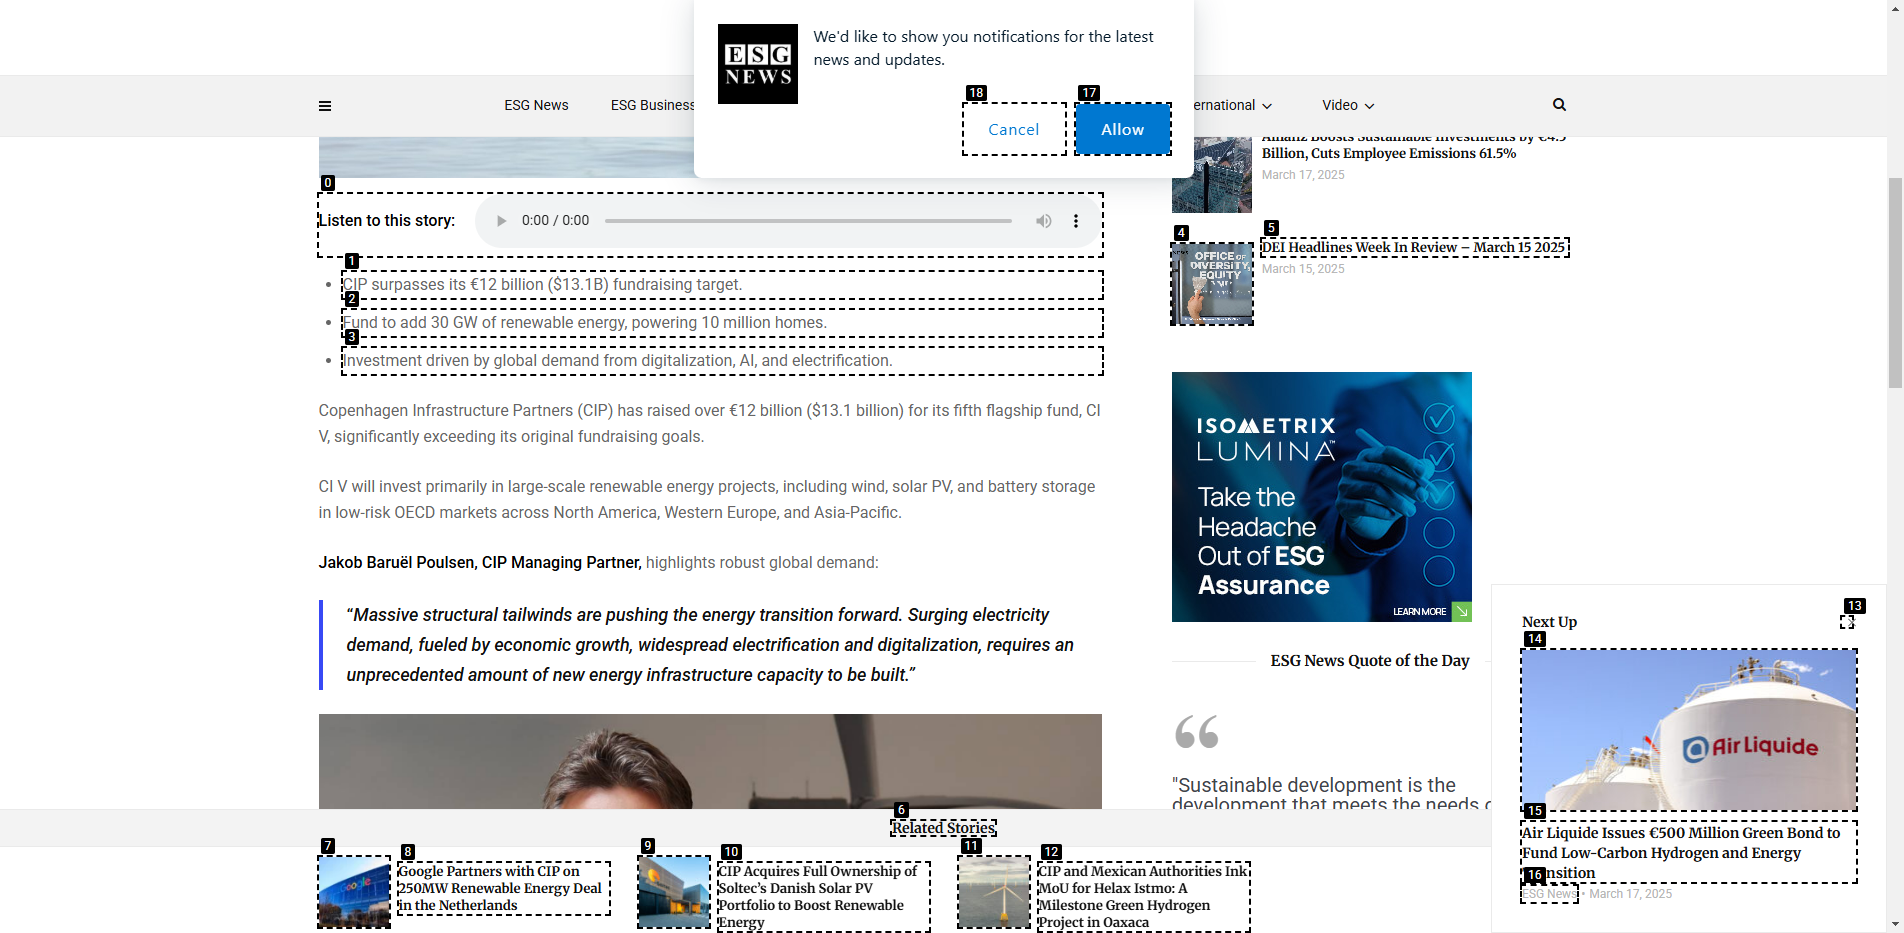 ESG
NEWS
We'd like to show you notifications for the latest
news and updates.
18
17
Cancel
Allow
ESG News
ESG Business
ernational
Video
0
Listen to this story:
0:00 / 0:00
1
CIP surpasses its €12 billion ($13.1B) fundraising target.
2
Fund to add 30 GW of renewable energy, powering 10 million homes.
3
Investment driven by global demand from digitalization, AI, and electrification.
Copenhagen Infrastructure Partners (CIP) has raised over €12 billion ($13.1 billion) for its fifth flagship fund, CI
V, significantly exceeding its original fundraising goals.
CI V will invest primarily in large-scale renewable energy projects, including wind, solar PV, and battery storage
in low-risk OECD markets across North America, Western Europe, and Asia-Pacific.
Jakob Baruël Poulsen, CIP Managing Partner, highlights robust global demand:
“Massive structural tailwinds are pushing the energy transition forward. Surging electricity
demand, fueled by economic growth, widespread electrification and digitalization, requires an
unprecedented amount of new energy infrastructure capacity to be built.”
Allianz Boosts Sustainable Investments by €4.5
Billion, Cuts Employee Emissions 61.5%
March 17, 2025
4
5
OFFICE OF
DIVERSITY,
EQUITY
DEI Headlines Week In Review – March 15 2025
March 15, 2025
ISOMETRIX
LUMINA™
Take the
Headache
Out of ESG
Assurance
LEARN MORE
ESG News Quote of the Day
"Sustainable development is the
development that meets the needs o
6
Related Stories
7
8
Google
Google Partners with CIP on
250MW Renewable Energy Deal
in the Netherlands
9
10
CIP Acquires Full Ownership of
Soltec’s Danish Solar PV
Portfolio to Boost Renewable
Energy
11
12
CIP and Mexican Authorities Ink
MoU for Helax Istmo: A
Milestone Green Hydrogen
Project in Oaxaca
Next Up
13
14
Air Liquide
15
Air Liquide Issues €500 Million Green Bond to
Fund Low-Carbon Hydrogen and Energy
nsition
16
ESG News • March 17, 2025